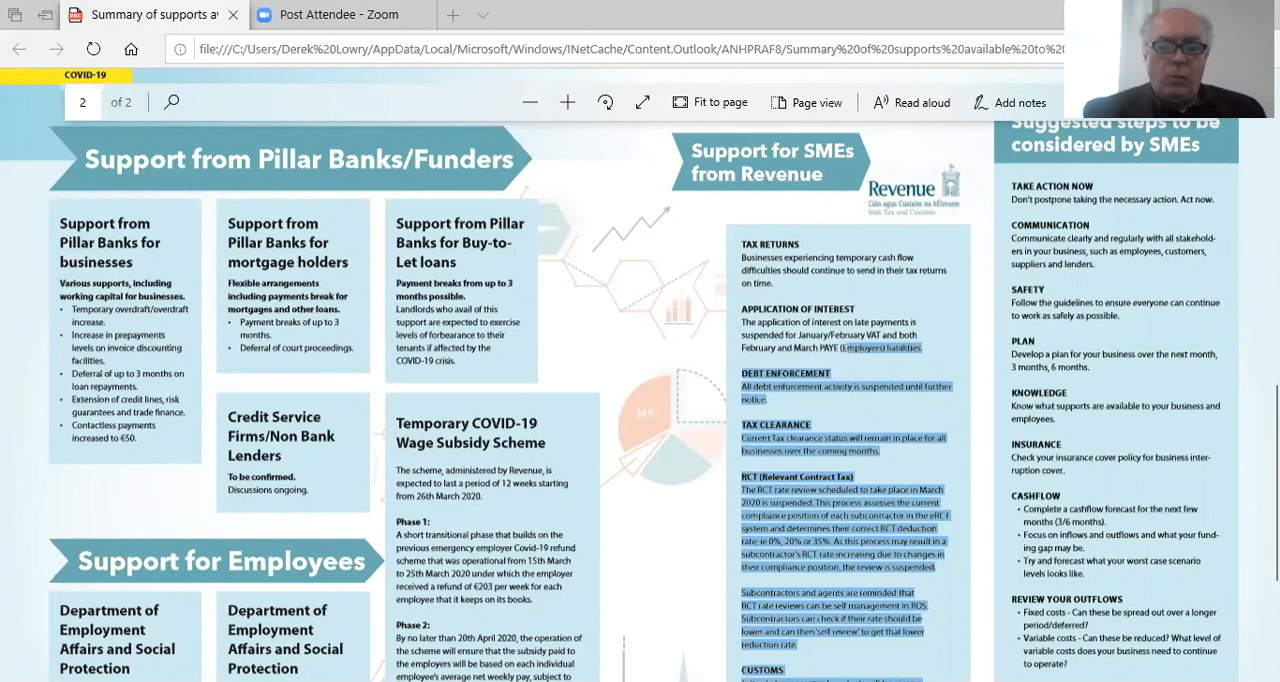 Summary of supports av
Post Attendee - Zoom
file:///C:/Users/Derek%20Lowry/AppData/Local/Microsoft/Windows/INetCache/Content.Outlook/ANHPRAF8/Summary%20of%20supports%20available%20to%20
COVID-19
2 of 2
Fit to page
Page view
Read aloud
Add notes
Support from Pillar Banks/Funders
Support from
Pillar Banks for
businesses
Various supports, including
working capital for businesses.
• Temporary overdraft/overdraft
increase.
• Increase in prepayments
levels on invoice discounting
facilities.
• Deferral of up to 3 months on
loan repayments.
• Extension of credit lines, risk
guarantees and trade finance.
• Contactless payments
increased to €50.
Support from
Pillar Banks for
mortgage holders
Flexible arrangements
including payments break for
mortgages and other loans.
• Payment breaks of up to 3
months.
• Deferral of court proceedings.
Support from Pillar
Banks for Buy-to-
Let loans
Payment breaks from up to 3
months possible.
Landlords who avail of this
support are expected to exercise
levels of forbearance to their
tenants if affected by the
COVID-19 crisis.
Credit Service
Firms/Non Bank
Lenders
To be confirmed.
Discussions ongoing.
Temporary COVID-19
Wage Subsidy Scheme
The scheme, administered by Revenue, is
expected to last a period of 12 weeks starting
from 26th March 2020.
Phase 1:
A short transitional phase that builds on the
previous emergency employer Covid-19 refund
scheme that was operational from 15th March
to 25th March 2020 under which the employer
received a refund of €203 per week for each
employee that it keeps on its books.
Phase 2:
By no later than 20th April 2020, the operation of
the scheme will ensure that the subsidy paid to
the employers will be based on each individual
employee's average net weekly pay, subject to
Support for Employees
Department of
Employment
Affairs and Social
Protection
Department of
Employment
Affairs and Social
Protection
34%
Support for SMEs
from Revenue
Revenue
Cáin agus Custaim na hÉireann
Irish Tax and Customs
TAX RETURNS
Businesses experiencing temporary cash flow
difficulties should continue to send in their tax returns
on time.
APPLICATION OF INTEREST
The application of interest on late payments is
suspended for January/February VAT and both
February and March PAYE (Employers) liabilities.
DEBT ENFORCEMENT
All debt enforcement activity is suspended until further
notice.
TAX CLEARANCE
Current Tax clearance status will remain in place for all
businesses over the coming months.
RCT (Relevant Contract Tax)
The RCT rate review scheduled to take place in March
2020 is suspended. This process assesses the current
compliance position of each subcontractor in the eRCT
system and determines their correct RCT deduction
rate; ie 0%, 20% or 35%. As this process may result in a
subcontractor's RCT rate increasing due to changes in
their compliance position, the review is suspended.
Subcontractors and agents are reminded that
RCT rate reviews can be self management in ROS.
Subcontractors can check if their rate should be
lower and can then 'self review' to get that lower
reduction rate.
CUSTOMS
Suggested steps to be
considered by SMEs
TAKE ACTION NOW
Don't postpone taking the necessary action. Act now.
COMMUNICATION
Communicate clearly and regularly with all stakehold-
ers in your business, such as employees, customers,
suppliers and lenders.
SAFETY
Follow the guidelines to ensure everyone can continue
to work as safely as possible.
PLAN
Develop a plan for your business over the next month,
3 months, 6 months.
KNOWLEDGE
Know what supports are available to your business and
employees.
INSURANCE
Check your insurance cover policy for business inter-
ruption cover.
CASHFLOW
• Complete a cashflow forecast for the next few
months (3/6 months).
• Focus on inflows and outflows and what your fund-
ing gap may be.
• Try and forecast what your worst case scenario
levels looks like.
REVIEW YOUR OUTFLOWS
• Fixed costs - Can these be spread out over a longer
period/deferred?
• Variable costs - Can these be reduced? What level of
variable costs does your business need to continue
to operate?